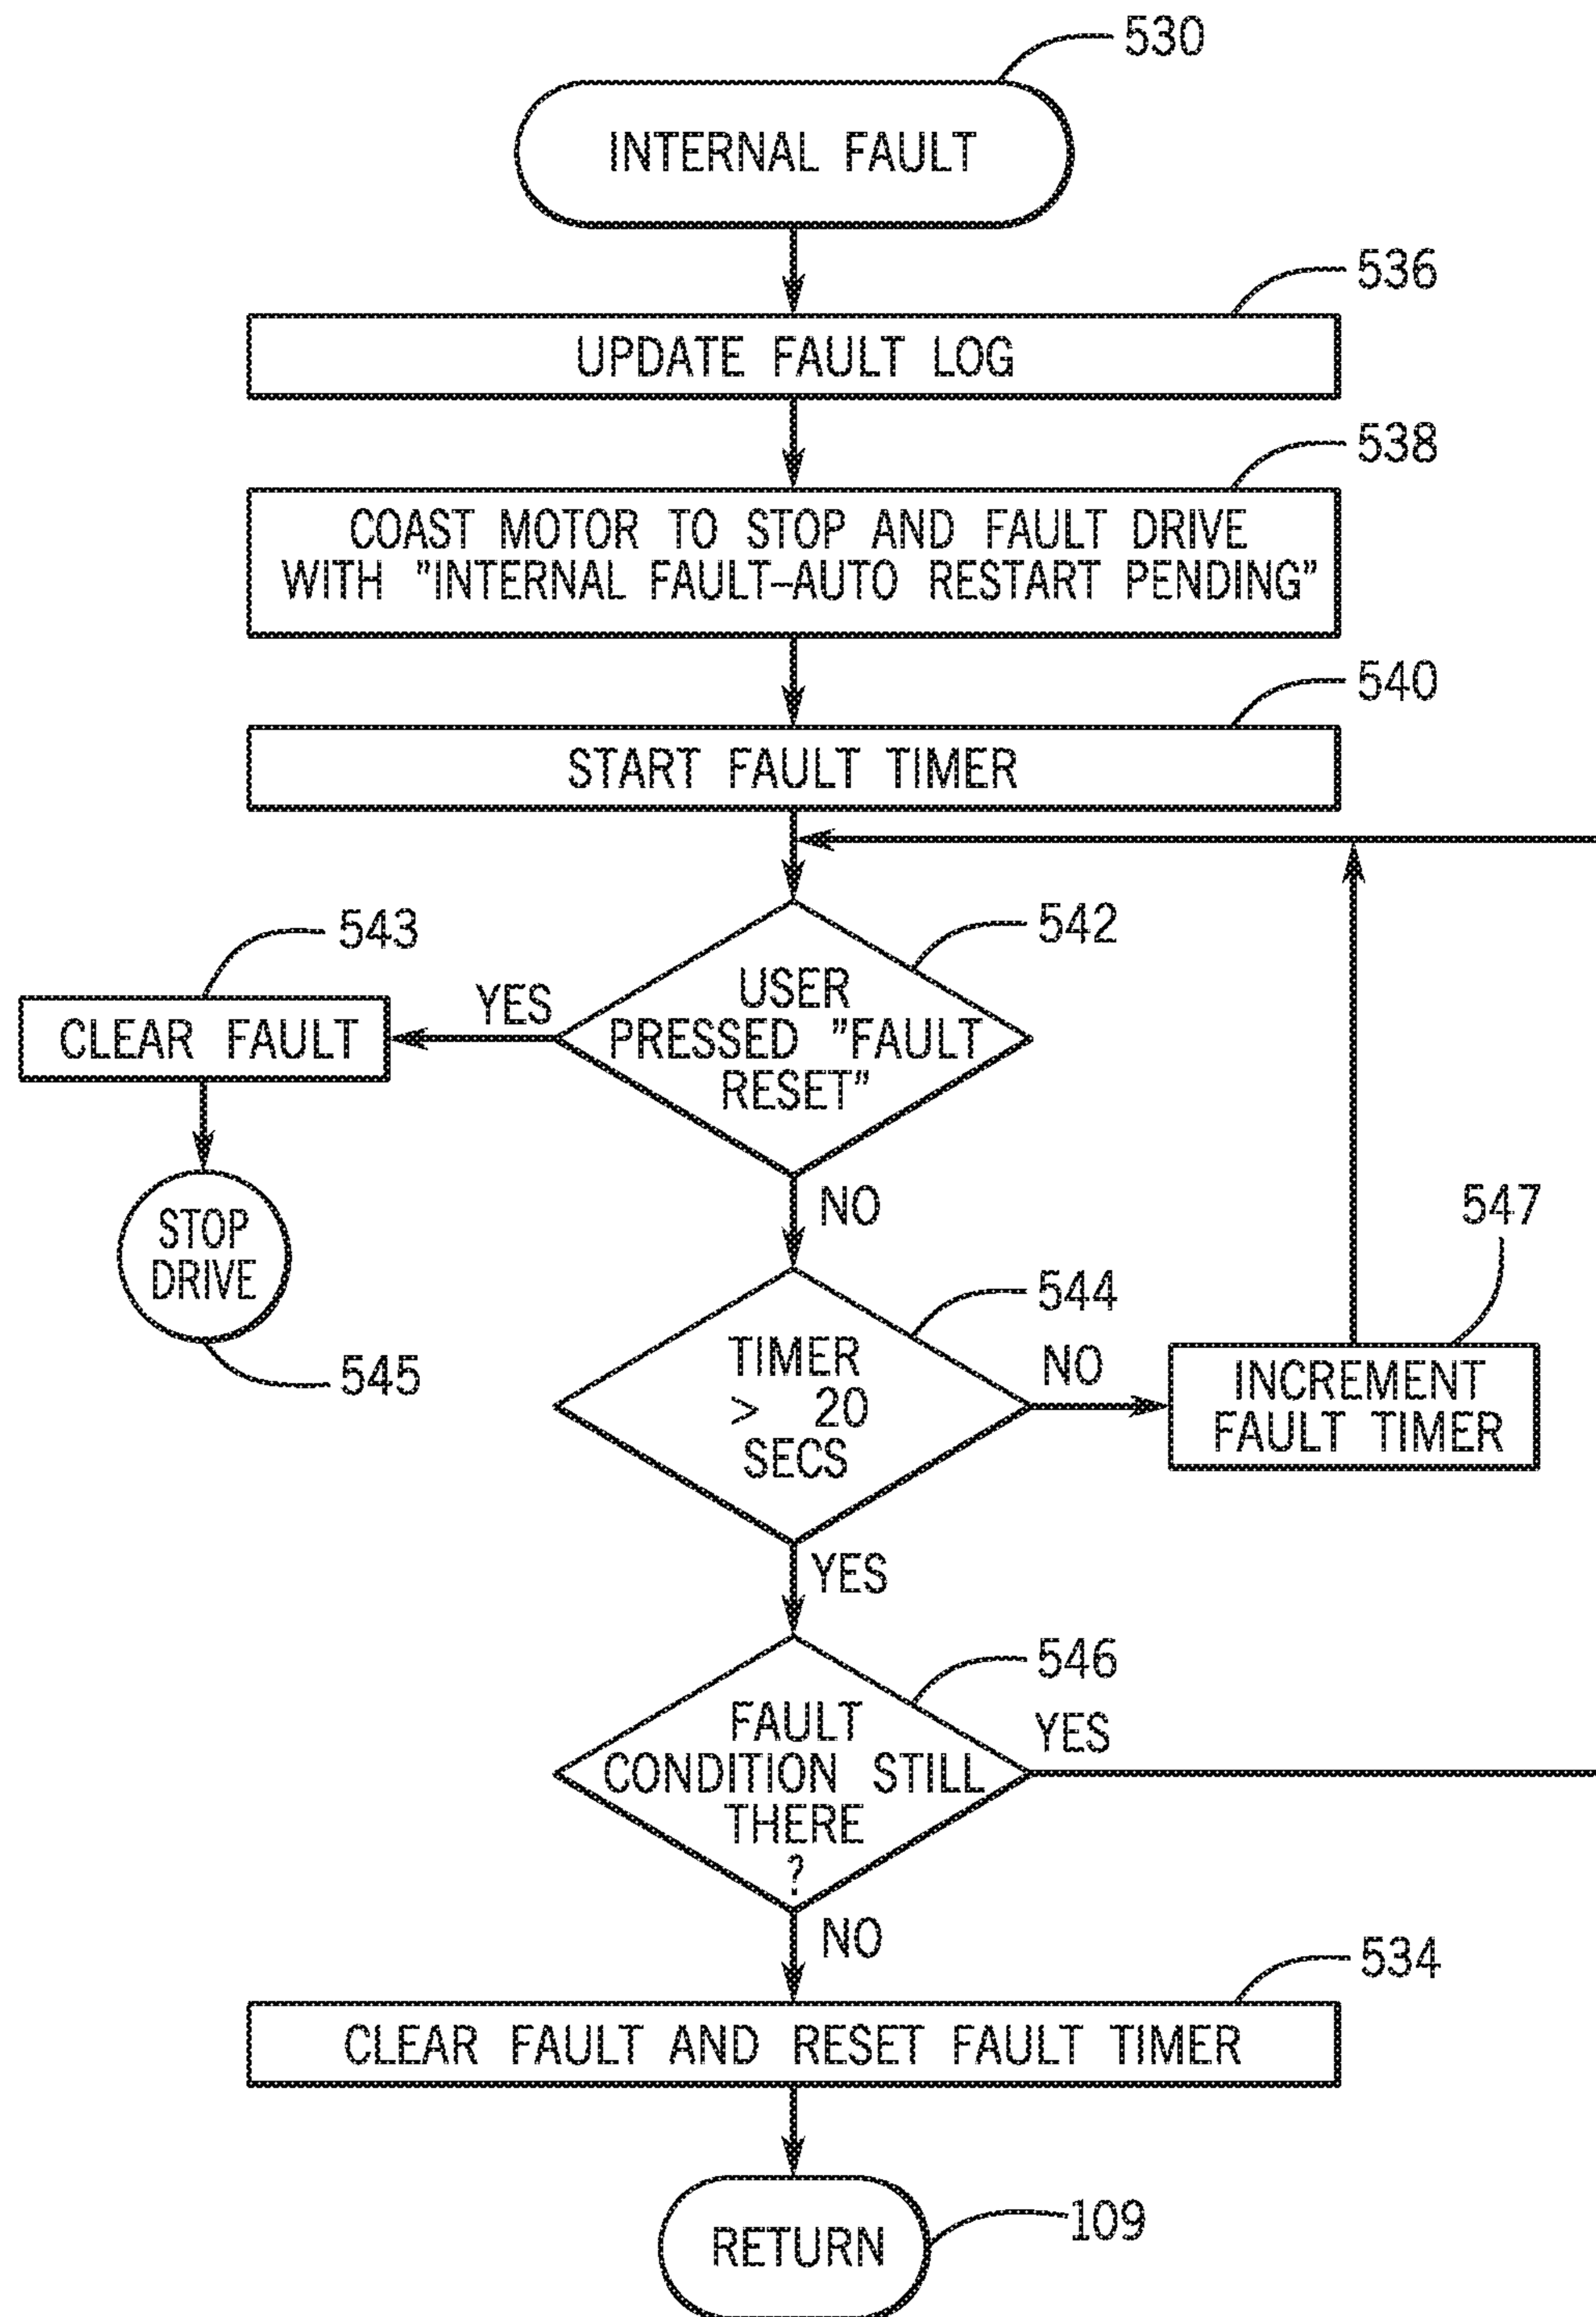 530
INTERNAL FAULT
536
UPDATE FAULT LOG
538
COAST MOTOR TO STOP AND FAULT DRIVE
WITH "INTERNAL FAULT–AUTO RESTART PENDING"
540
START FAULT TIMER
542
USER
PRESSED "FAULT
RESET"
YES
543
CLEAR FAULT
STOP
DRIVE
545
NO
544
TIMER
> 20
SECS
NO
547
INCREMENT
FAULT TIMER
YES
546
FAULT
CONDITION STILL
THERE
?
YES
NO
534
CLEAR FAULT AND RESET FAULT TIMER
RETURN
109